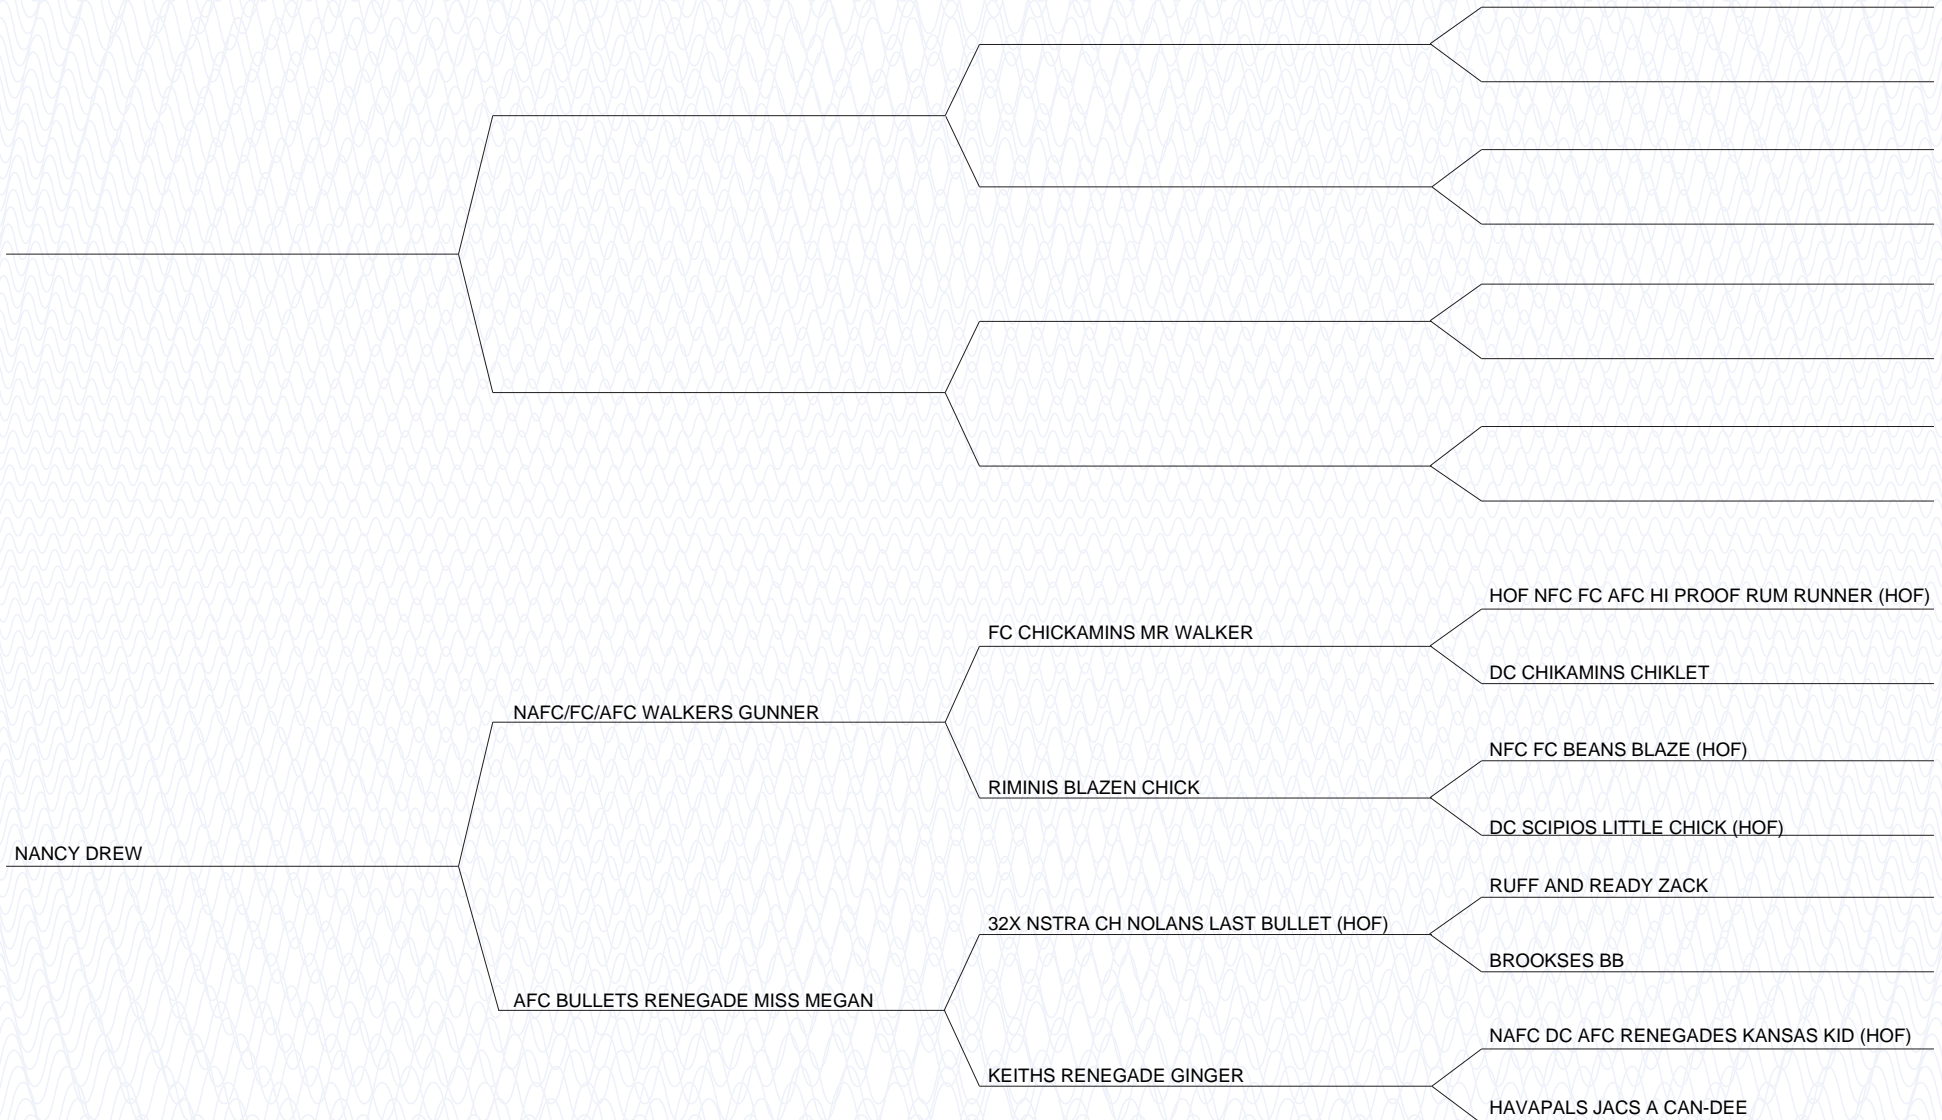 HOF NFC FC AFC HI PROOF RUM RUNNER (HOF)
FC CHICKAMINS MR WALKER
DC CHIKAMINS CHIKLET
NAFC/FC/AFC WALKERS GUNNER
NFC FC BEANS BLAZE (HOF)
RIMINIS BLAZEN CHICK
DC SCIPIOS LITTLE CHICK (HOF)
NANCY DREW
RUFF AND READY ZACK
32X NSTRA CH NOLANS LAST BULLET (HOF)
BROOKSES BB
AFC BULLETS RENEGADE MISS MEGAN
NAFC DC AFC RENEGADES KANSAS KID (HOF)
KEITHS RENEGADE GINGER
HAVAPALS JACS A CAN-DEE